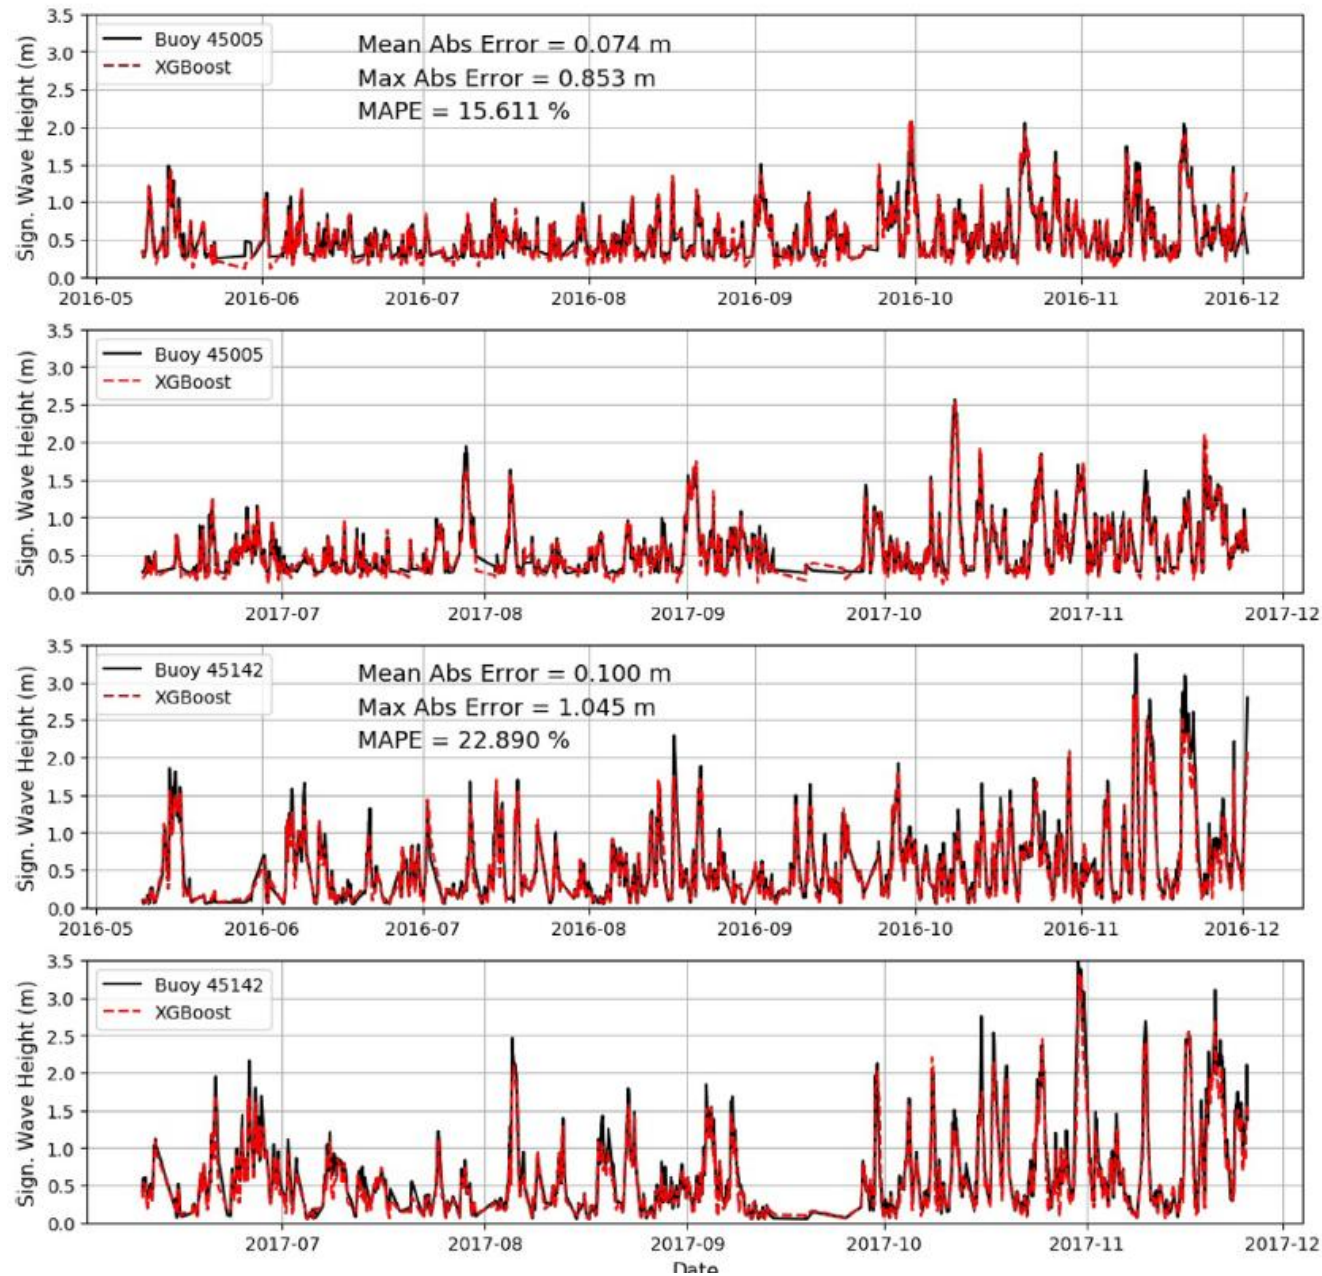 3.5
3.0
2.5
2.0
1.5
1.0
0.5
0.0
Sign. Wave Height (m)
Buoy 45005
XGBoost
Mean Abs Error = 0.074 m
Max Abs Error = 0.853 m
MAPE = 15.611 %
2016-05 2016-06 2016-07 2016-08 2016-09 2016-10 2016-11 2016-12
3.5
3.0
2.5
2.0
1.5
1.0
0.5
0.0
Sign. Wave Height (m)
Buoy 45005
XGBoost
2017-07 2017-08 2017-09 2017-10 2017-11 2017-12
3.5
3.0
2.5
2.0
1.5
1.0
0.5
0.0
Sign. Wave Height (m)
Buoy 45142
XGBoost
Mean Abs Error = 0.100 m
Max Abs Error = 1.045 m
MAPE = 22.890 %
2016-05 2016-06 2016-07 2016-08 2016-09 2016-10 2016-11 2016-12
3.5
3.0
2.5
2.0
1.5
1.0
0.5
0.0
Sign. Wave Height (m)
Buoy 45142
XGBoost
2017-07 2017-08 2017-09 2017-10 2017-11 2017-12
Date